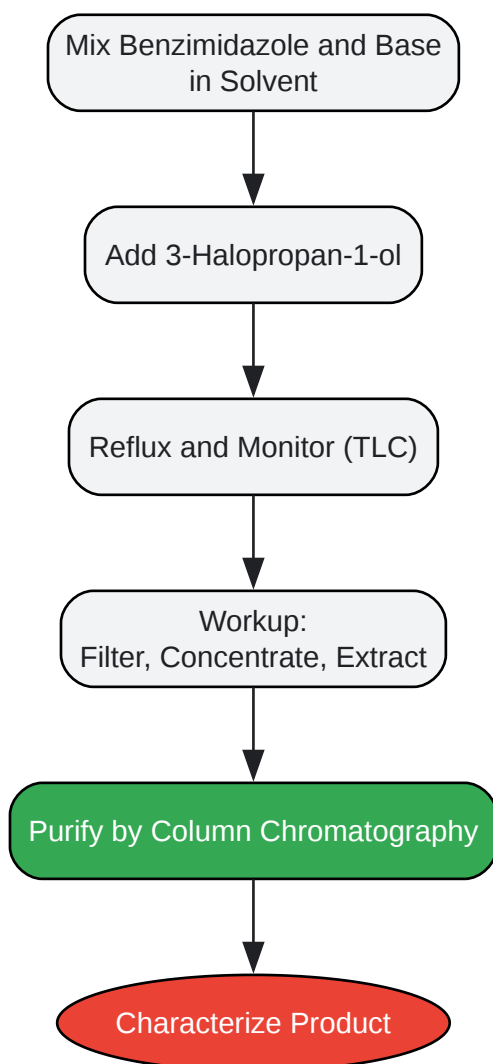 Mix Benzimidazole and Base
in Solvent
Add 3-Halopropan-1-ol
Reflux and Monitor (TLC)
Workup:
Filter, Concentrate, Extract
Purify by Column Chromatography
Characterize Product